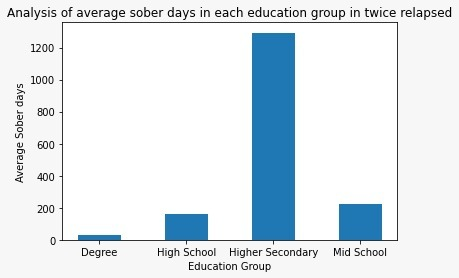 Analysis of average sober days in each education group in twice relapsed
1200
1000
800
600
400
200
0
Average Sober days
Degree High School Higher Secondary Mid School
Education Group